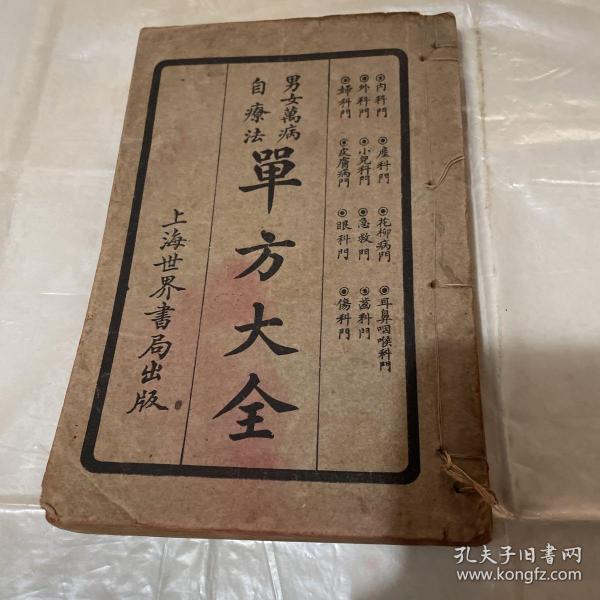 ◉內科門 ◉產科門 ◉花柳病門 ◉耳鼻咽喉科門
◉外科門 ◉小兒科門 ◉急救門 ◉齒科門
◉婦科門 ◉皮膚病門 ◉眼科門 ◉傷科門
男女萬病
自療法
單方大全
上海世界書局出版
孔夫子旧书网
www.kongfz.com